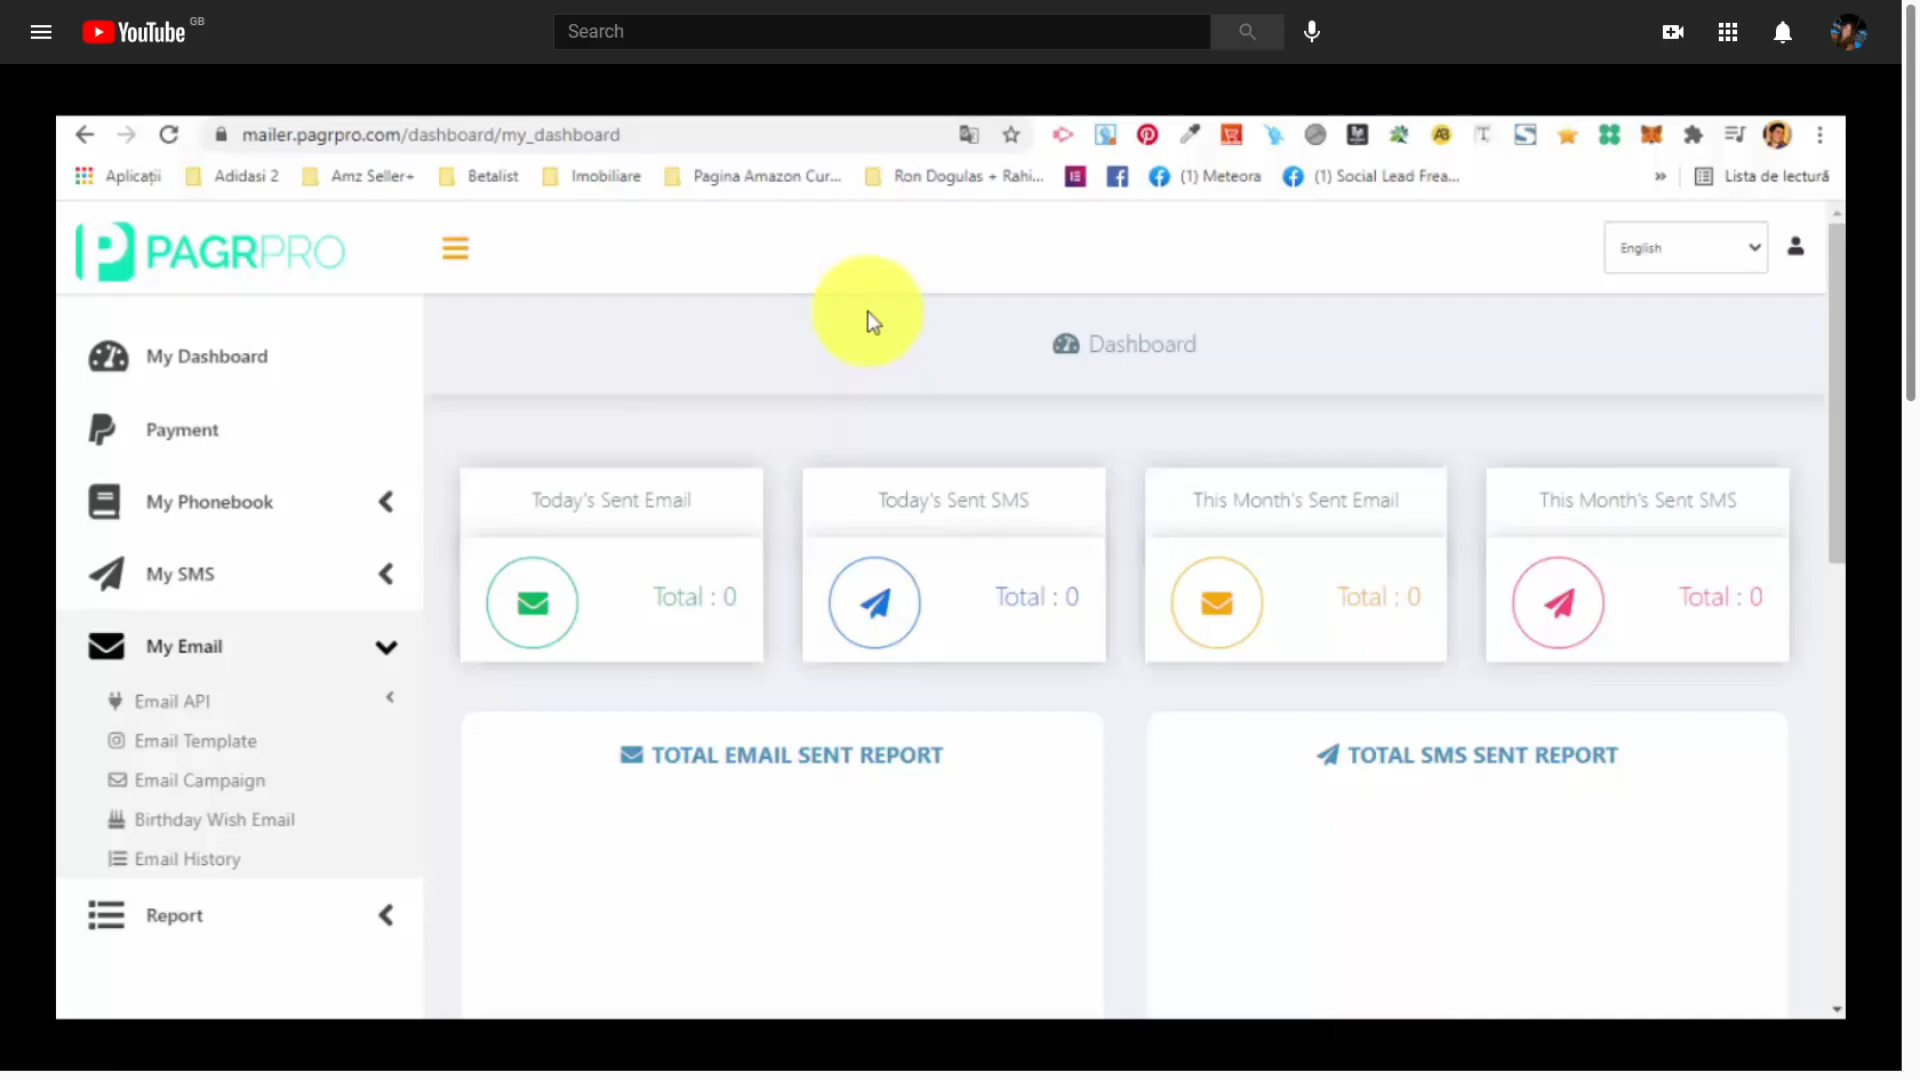 YouTube GB
Search
mailer.pagrpro.com/dashboard/my_dashboard
Aplicații
Adidasi 2
Amz Seller+
Betalist
Imobiliare
Pagina Amazon Cur...
Ron Dogulas + Rahi...
(1) Meteora
(1) Social Lead Frea...
»
Lista de lectură
PAGRPRO
English
Dashboard
My Dashboard
Payment
My Phonebook
My SMS
My Email
Email API
Email Template
Email Campaign
Birthday Wish Email
Email History
Report
Today's Sent Email
Total : 0
Today's Sent SMS
Total : 0
This Month's Sent Email
Total : 0
This Month's Sent SMS
Total : 0
TOTAL EMAIL SENT REPORT
TOTAL SMS SENT REPORT